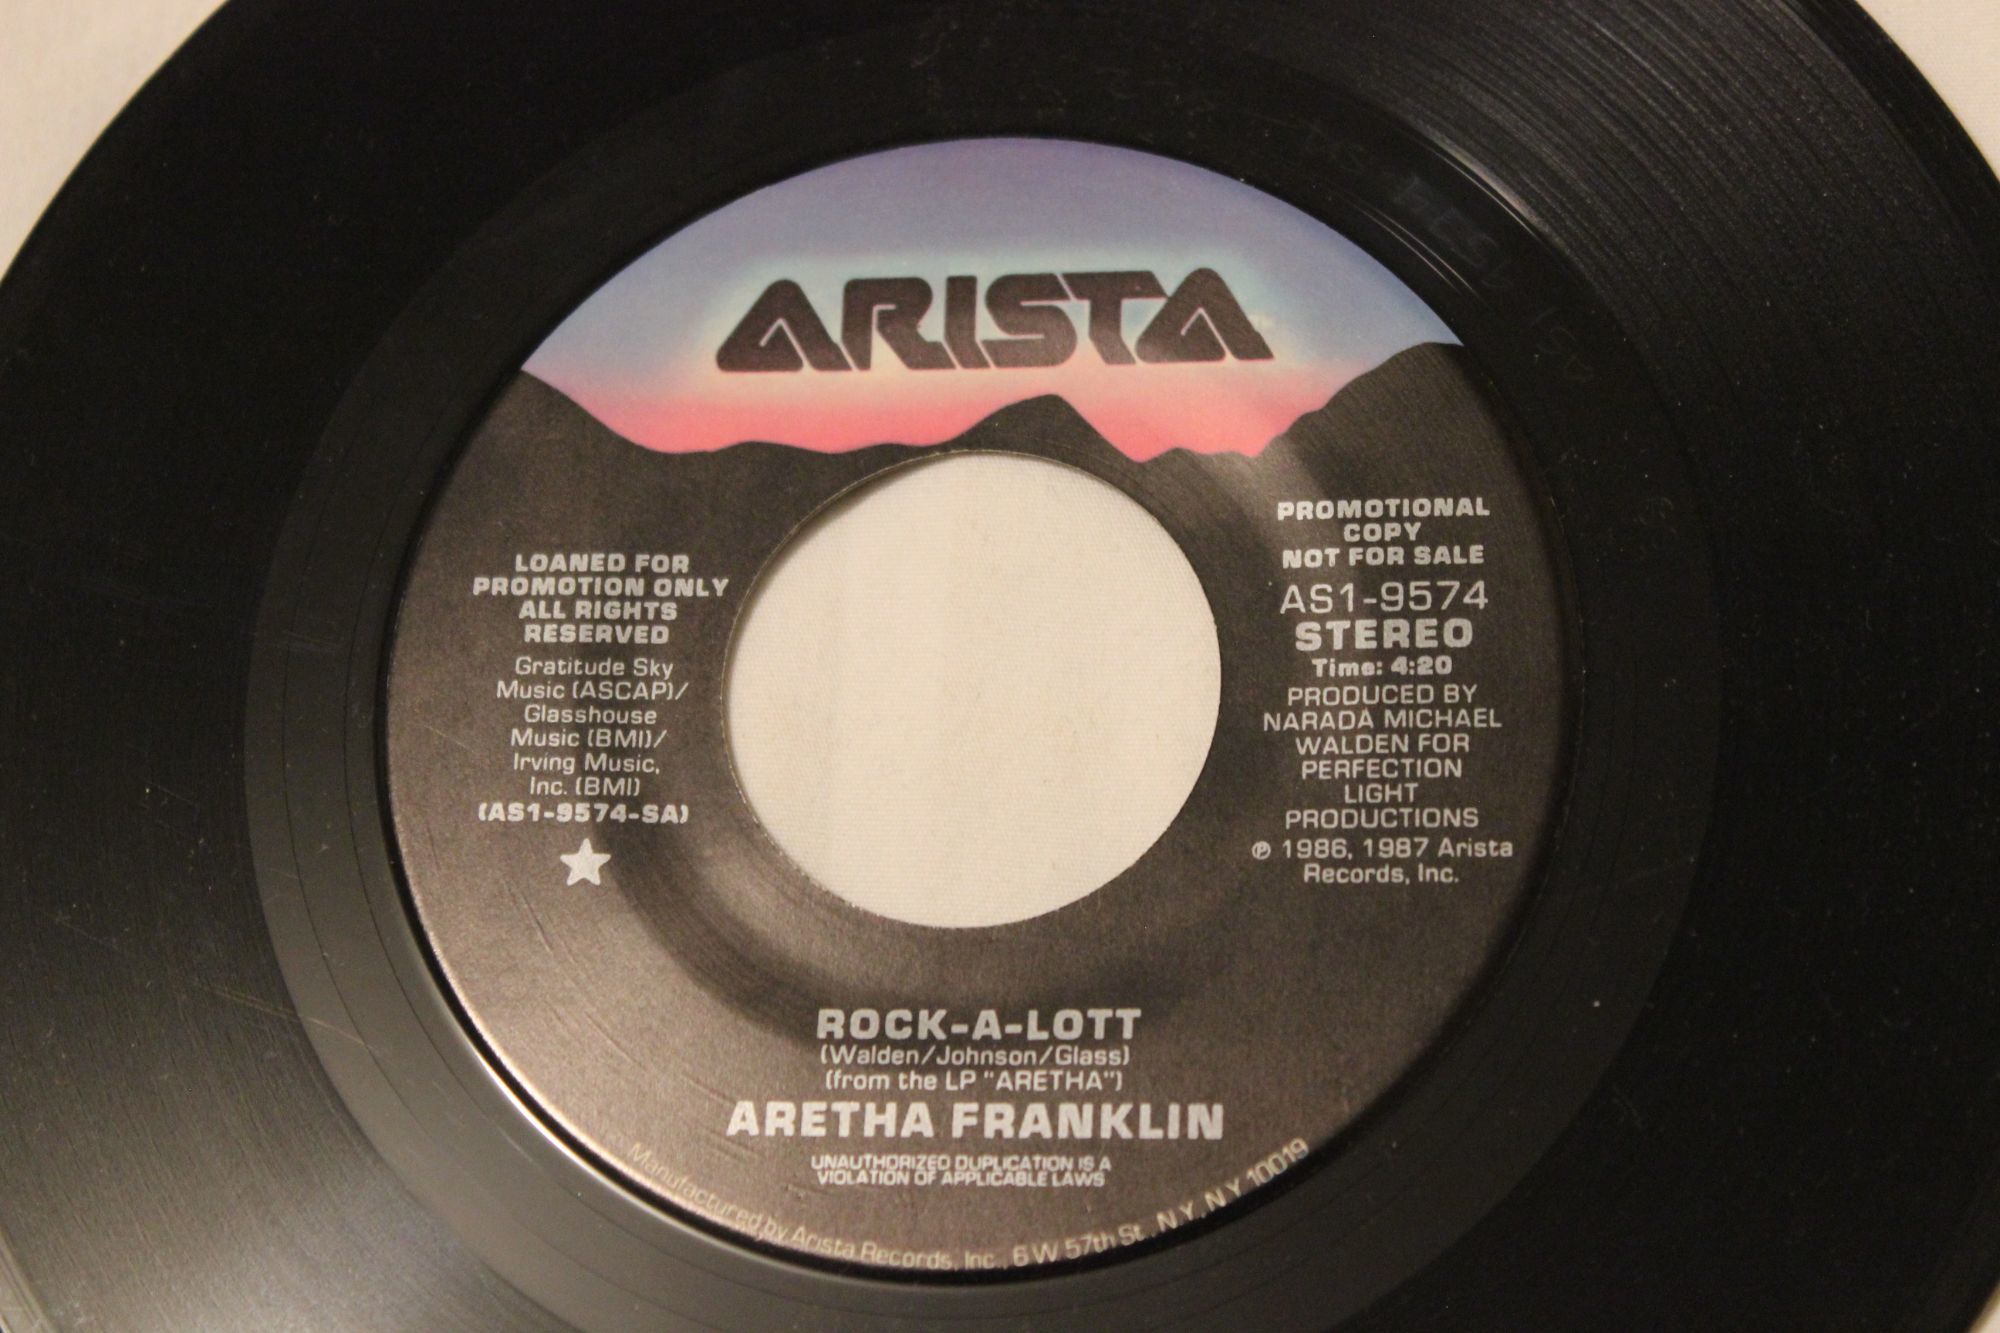 ARISTA
LOANED FOR
PROMOTION ONLY
ALL RIGHTS
RESERVED
Gratitude Sky
Music (ASCAP)/
Glasshouse
Music (BMI)/
Irving Music,
Inc. (BMI)
(AS1-9574-SA)
PROMOTIONAL
COPY
NOT FOR SALE
AS1-9574
STEREO
Time: 4:20
PRODUCED BY
NARADA MICHAEL
WALDEN FOR
PERFECTION
LIGHT
PRODUCTIONS
℗ 1986, 1987 Arista
Records, Inc.
ROCK-A-LOTT
(Walden/Johnson/Glass)
(from the LP "ARETHA")
ARETHA FRANKLIN
UNAUTHORIZED DUPLICATION IS A
VIOLATION OF APPLICABLE LAWS
Manufactured by Arista Records, Inc., 6 W 57th St., N.Y., N.Y. 10019